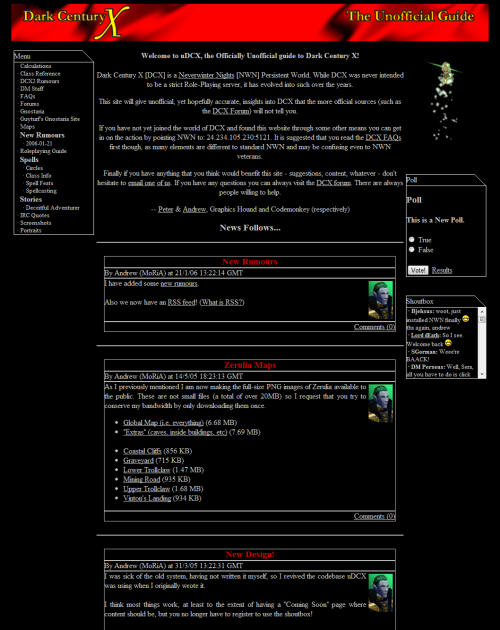 Dark Century X
The Unofficial Guide
Menu
· Calculations
· Class Reference
· DCX2 Rumours
· DM Staff
· FAQs
· Forums
· Gnostaria
· Guyturf's Gnostaria Site
· Maps
New Rumours
· 2006-01-21
· Roleplaying Guide
Spells
· Circles
· Class Info
· Spell Feats
· Spellcasting
Stories
· Deceitful Adventurer
· IRC Quotes
· Screenshots
· Portraits
Welcome to uDCX, the Officially Unofficial guide to Dark Century X!
Dark Century X [DCX] is a Neverwinter Nights [NWN] Persistent World. While DCX was never intended
to be a strict Role-Playing server, it has evolved into such over the years.
This site will give unofficial, yet hopefully accurate, insights into DCX that the more official sources (such as
the DCX Forum) will not tell you.
If you have not yet joined the world of DCX and found this website through some other means you can get
in on the action by pointing NWN to: 24.234.105.230:5121. It is suggested that you read the DCX FAQs
first though, as many elements are different to standard NWN and may be confusing even to NWN
veterans.
Finally if you have anything that you think would benefit this site - suggestions, content, whatever - don't
hesitate to email one of us. If you have any questions you can always visit the DCX forum. There are always
people willing to help.
-- Peter & Andrew, Graphics Hound and Codemonkey (respectively)
News Follows...
New Rumours
By Andrew (MoRiA) at 21/1/06 13:22:14 GMT
I have added some new rumours.
Also we now have an RSS feed! (What is RSS?)
Comments (0)
Zerulia Maps
By Andrew (MoRiA) at 14/5/05 18:23:13 GMT
As I previously mentioned I am now making the full-size PNG images of Zerulia available to
the public. These are not small files (a total of over 20MB) so I request that you try to
conserve my bandwidth by only downloading them once.
• Global Map (i.e. everything) (6.68 MB)
• "Extras" (caves, inside buildings, etc) (7.69 MB)
• Coastal Cliffs (856 KB)
• Graveyard (715 KB)
• Lower Trollclaw (1.47 MB)
• Mining Road (935 KB)
• Upper Trollclaw (1.68 MB)
• Vinton's Landing (934 KB)
Comments (0)
New Design!
By Andrew (MoRiA) at 31/3/05 13:22:31 GMT
I was sick of the old system, having not written it myself, so I revived the codebase uDCX
was using when I originally wrote it.
I think most things work, at least to the extent of having a "Coming Soon" page where
content should be, but you no longer have to register to use the shoutbox!
Poll
Poll
This is a New Poll.
True
False
Vote! Results
Shoutbox
woot, just
installed NWN finally
thx again, andrew
So I see.
Welcome back
· SGorman: Weee're
BAACK!
· DM Perseus: Well, Sera,
all you have to do is click